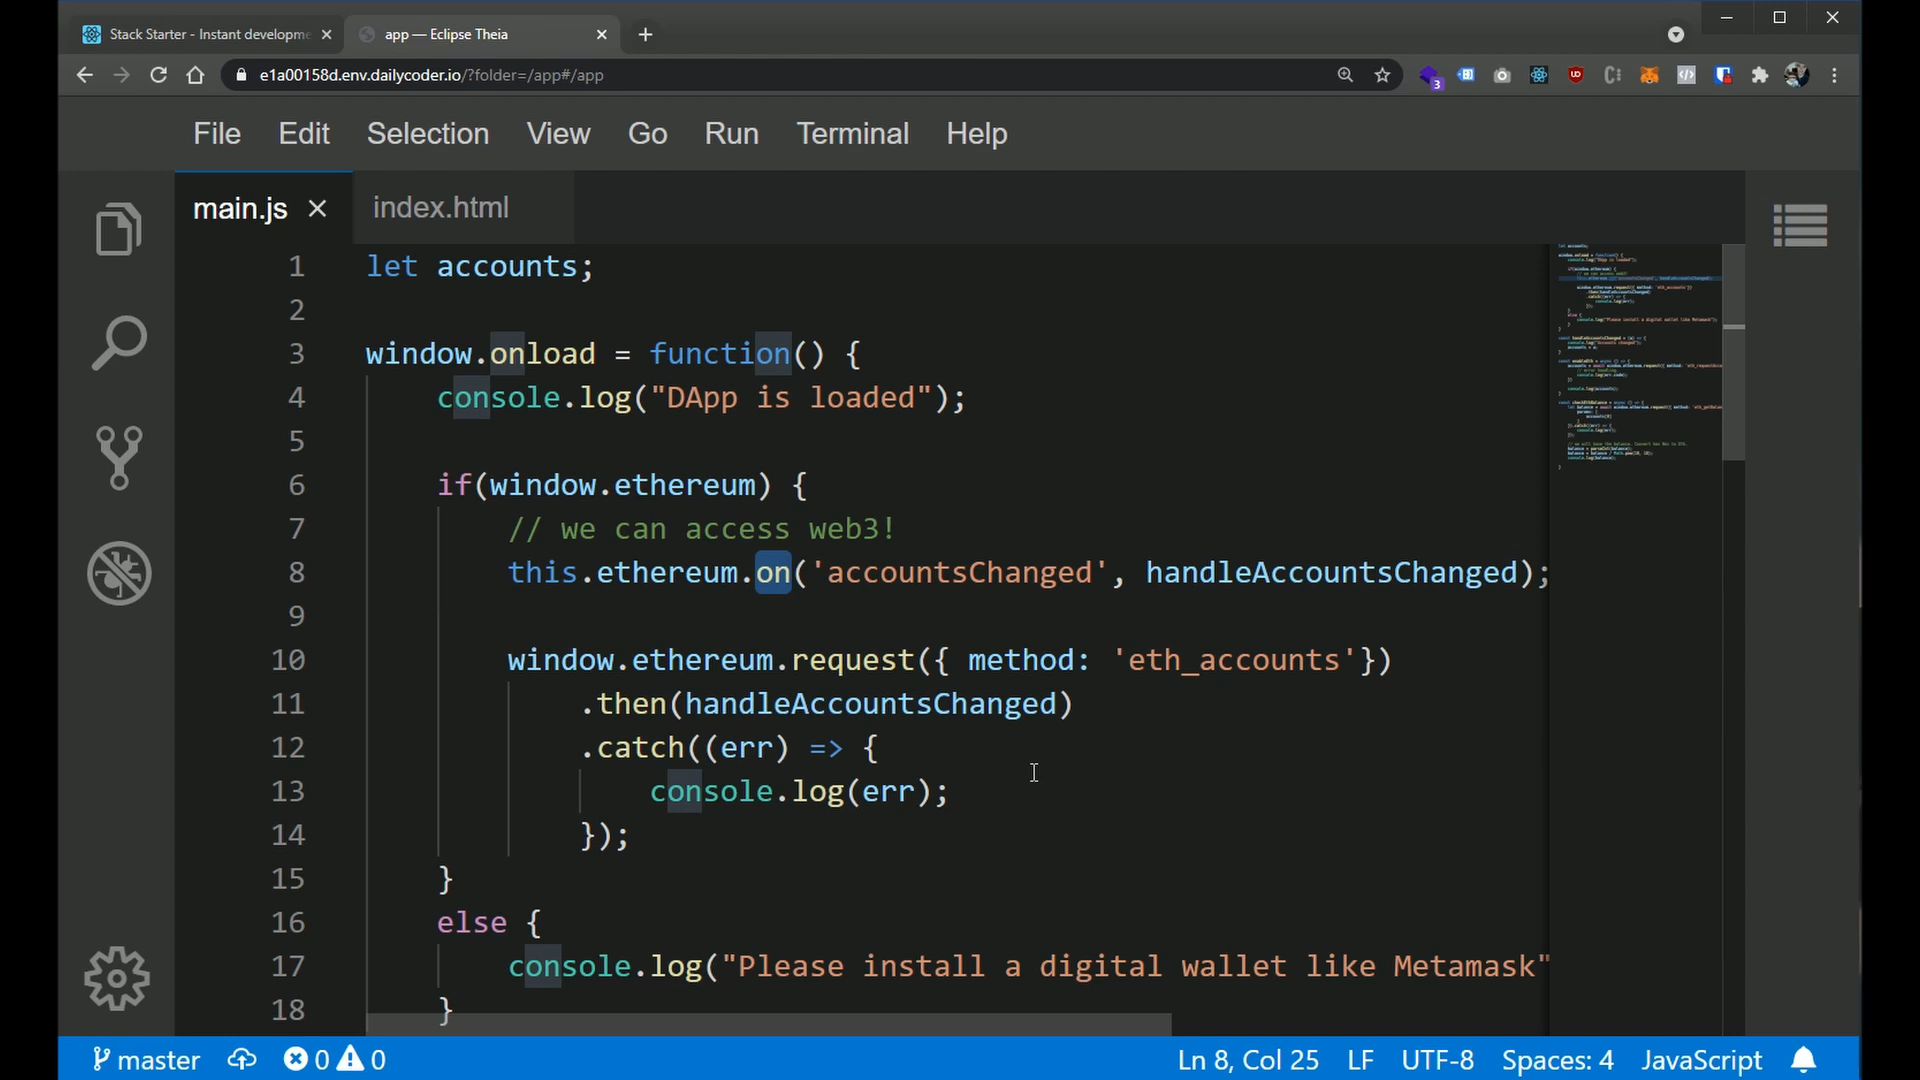 Stack Starter - Instant developme
app — Eclipse Theia
e1a00158d.env.dailycoder.io/?folder=/app#/app
3
File Edit Selection View Go Run Terminal Help
main.js index.html
1 let accounts;
2
3 window.onload = function() {
4 console.log("DApp is loaded");
5
6 if(window.ethereum) {
7 // we can access web3!
8 this.ethereum.on('accountsChanged', handleAccountsChanged);
9
10 window.ethereum.request({ method: 'eth_accounts'})
11 .then(handleAccountsChanged)
12 .catch((err) => {
13 console.log(err);
14 });
15 }
16 else {
17 console.log("Please install a digital wallet like Metamask"
18 }
master 0 0 Ln 8, Col 25 LF UTF-8 Spaces: 4 JavaScript